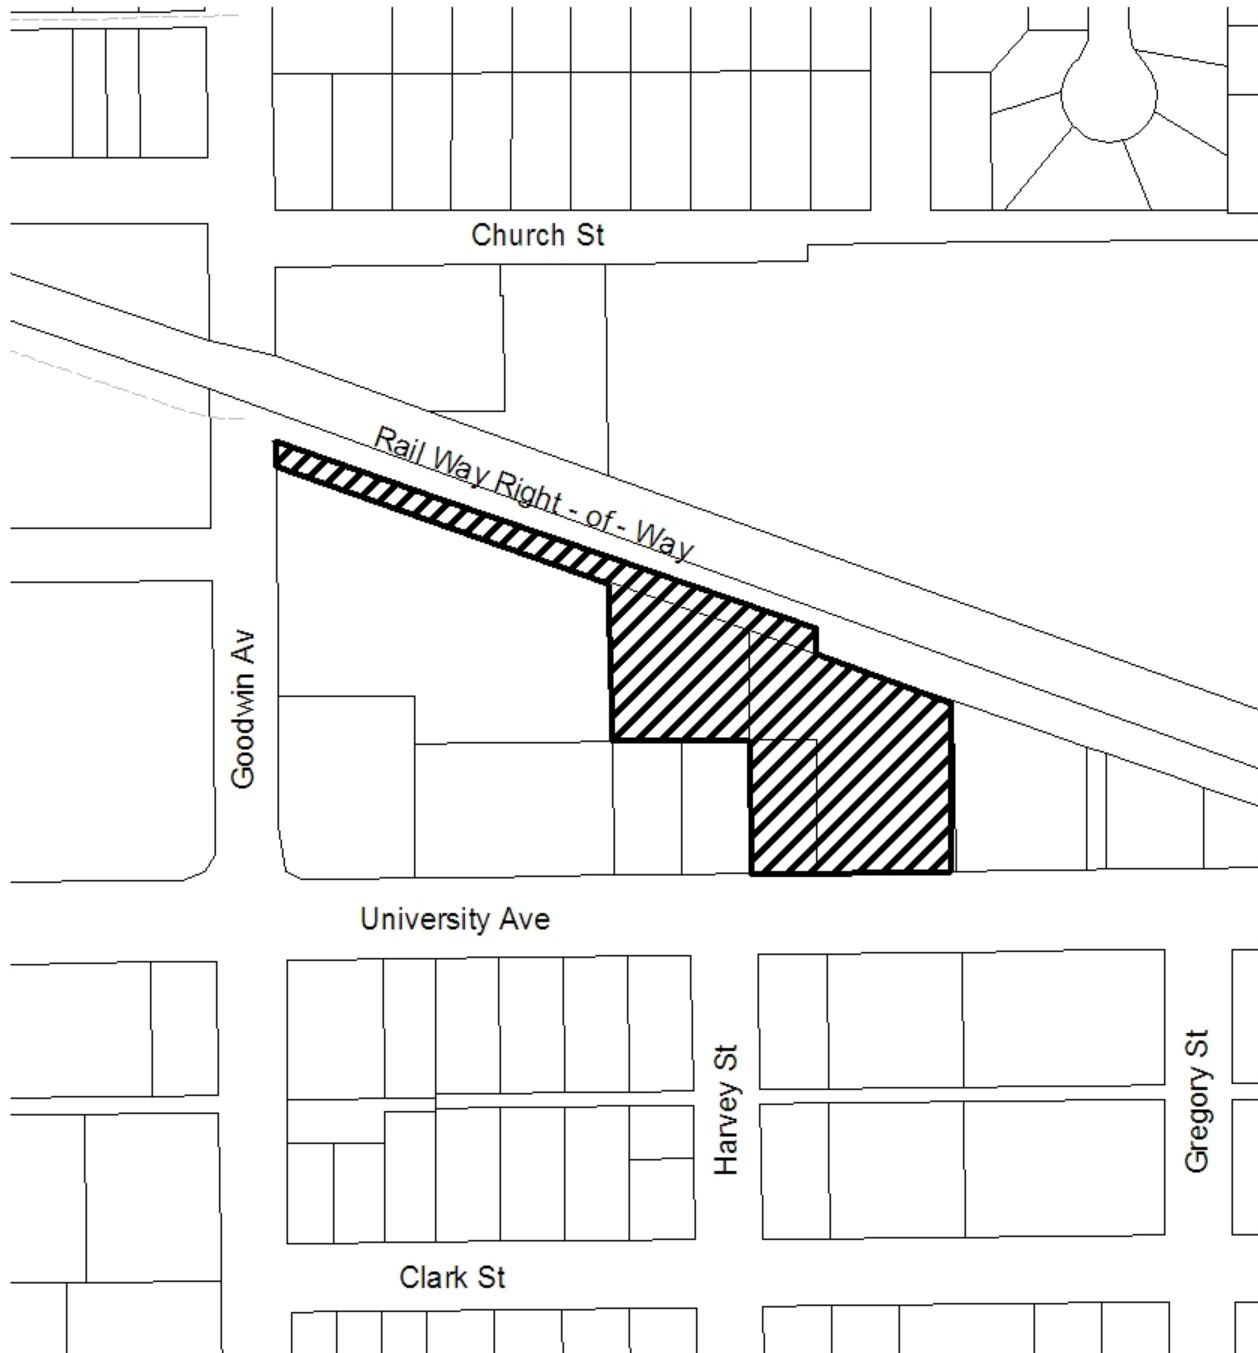 Church St
Rail Way Right - of - Way
Goodwin Av
University Ave
Harvey St
Gregory St
Clark St